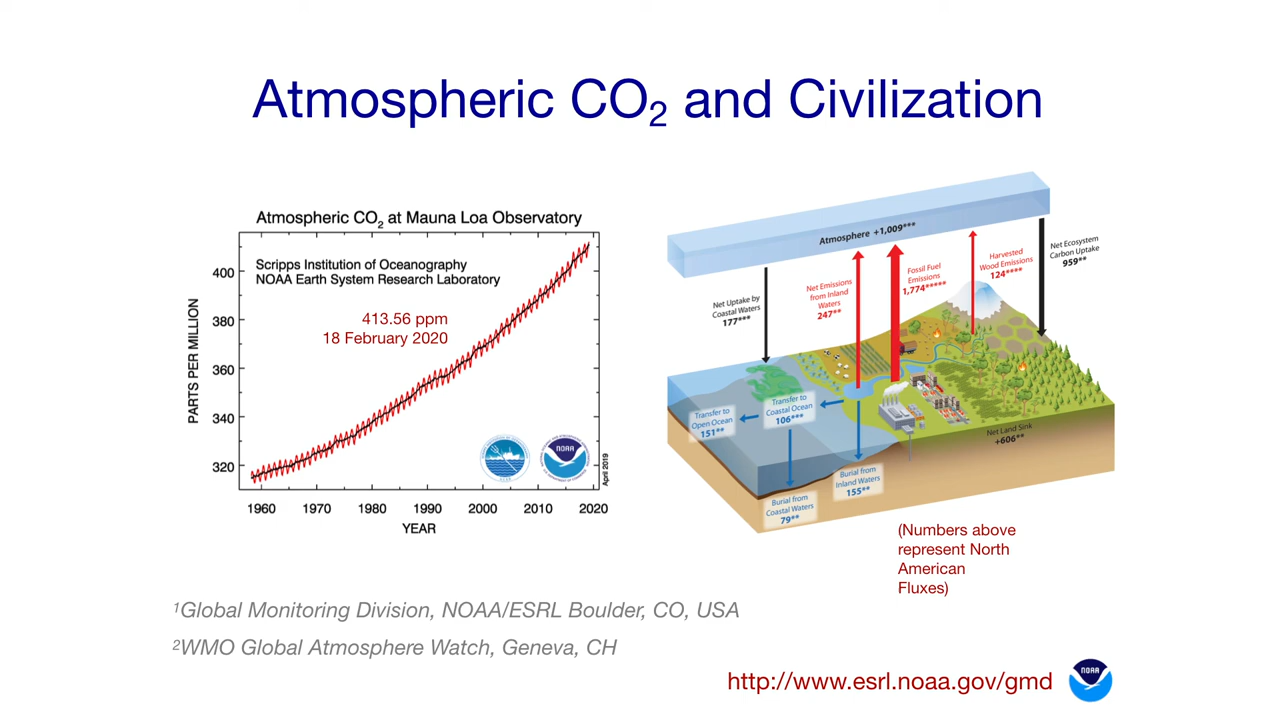 Atmospheric CO₂ and Civilization
Atmospheric CO₂ at Mauna Loa Observatory
Scripps Institution of Oceanography
NOAA Earth System Research Laboratory
413.56 ppm
18 February 2020
PARTS PER MILLION
400
380
360
340
320
1960 1970 1980 1990 2000 2010 2020
YEAR
NOAA
April 2019
Atmosphere +1,009***
Net Uptake by
Coastal Waters
177***
Net Emissions
from Inland
Waters
247**
Fossil Fuel
Emissions
1,774*****
Harvested
Wood Emissions
124****
Net Ecosystem
Carbon Uptake
959**
Transfer to
Open Ocean
151**
Transfer to
Coastal Ocean
106***
Net Land Sink
+606**
Burial from
Inland Waters
155**
Burial from
Coastal Waters
79**
(Numbers above
represent North
American
Fluxes)
¹Global Monitoring Division, NOAA/ESRL Boulder, CO, USA
²WMO Global Atmosphere Watch, Geneva, CH
http://www.esrl.noaa.gov/gmd
NOAA